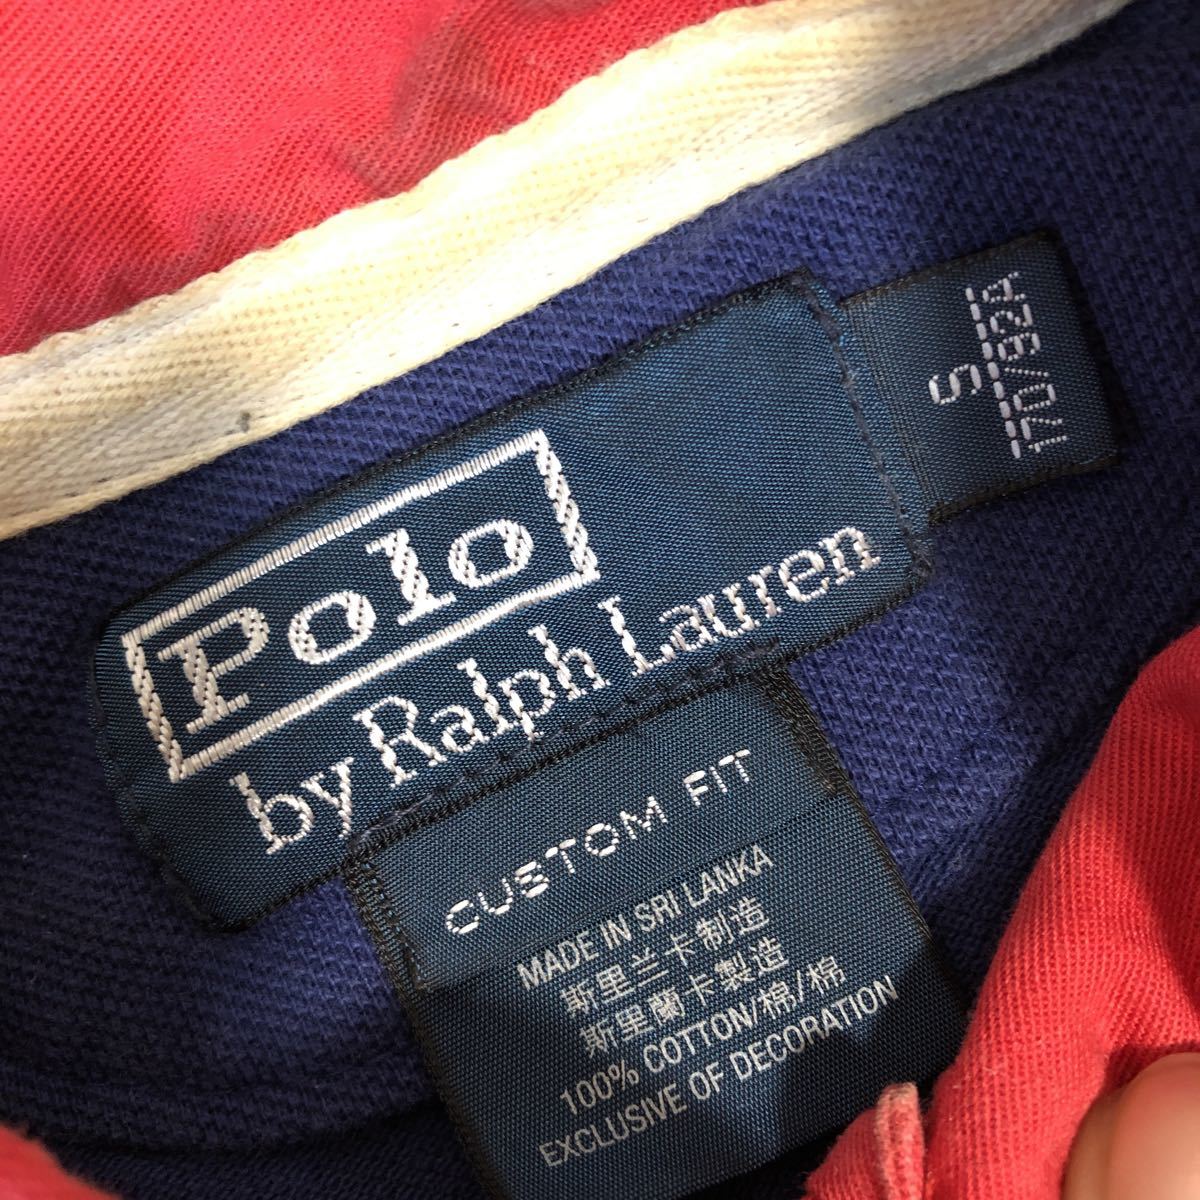 Polo
by Ralph Lauren
S
170/92A
CUSTOM FIT
MADE IN SRI LANKA
斯里兰卡制造
斯里蘭卡製造
100% COTTON/棉/棉
EXCLUSIVE OF DECORATION